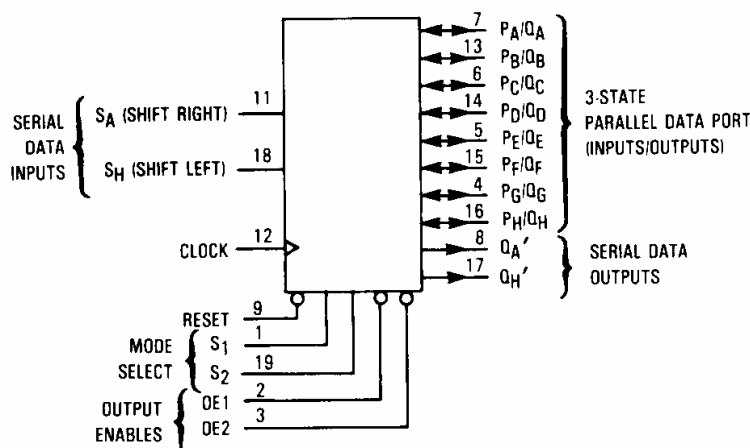 7 PA/QA
13 PB/QB
6 PC/QC
14 PD/QD
5 PE/QE
15 PF/QF
4 PG/QG
16 PH/QH
3-STATE
PARALLEL DATA PORT
(INPUTS/OUTPUTS)
SERIAL
DATA
INPUTS
SA (SHIFT RIGHT) 11
SH (SHIFT LEFT) 18
CLOCK 12
8 QA'
17 QH'
SERIAL DATA
OUTPUTS
RESET 9
MODE
SELECT
S1 1
S2 19
OUTPUT
ENABLES
OE1 2
OE2 3